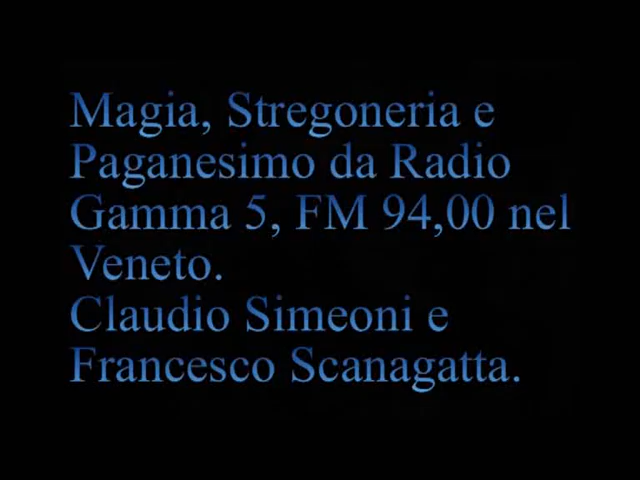 Magia, Stregoneria e
Paganesimo da Radio
Gamma 5, FM 94,00 nel
Veneto.
Claudio Simeoni e
Francesco Scanagatta.